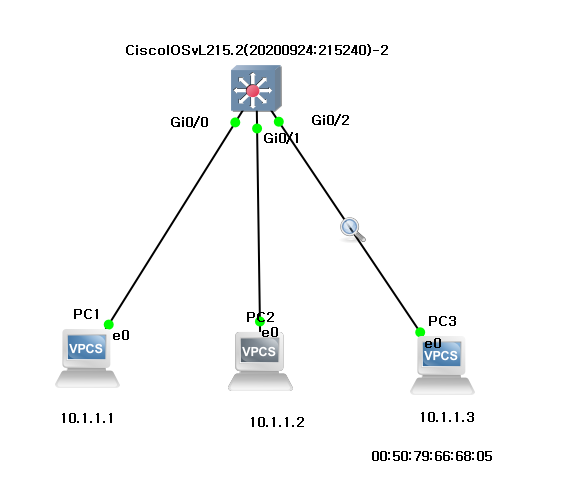 CiscoIOSvL215.2(20200924:215240)-2
Gi0/0
Gi0/1
Gi0/2
PC1
e0
VPCS
10.1.1.1
PC2
e0
VPCS
10.1.1.2
PC3
e0
VPCS
10.1.1.3
00:50:79:66:68:05